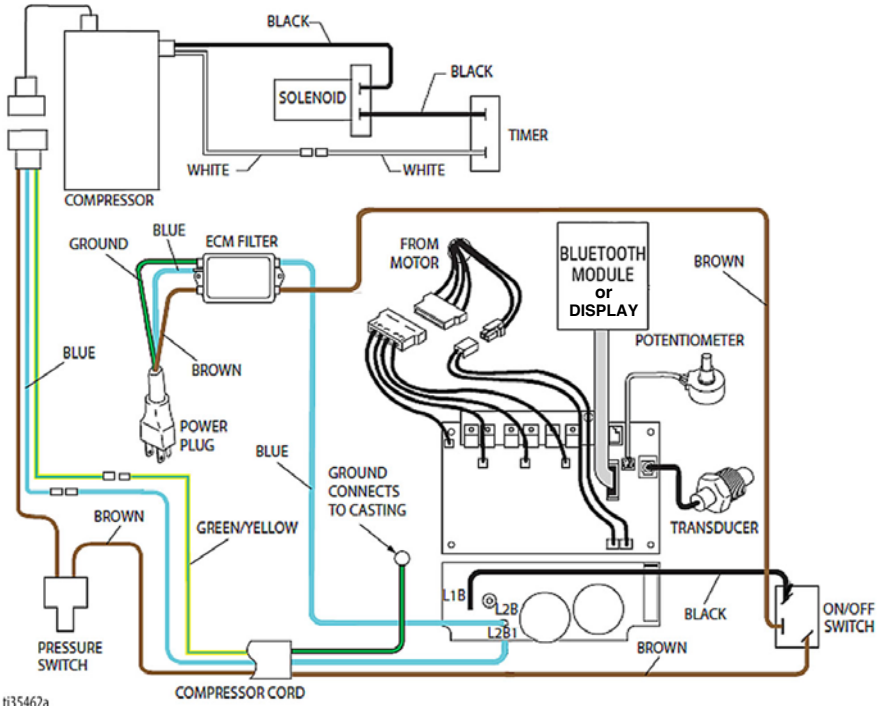 BLACK
BLACK
SOLENOID
TIMER
WHITE
WHITE
COMPRESSOR
GROUND
BLUE
ECM FILTER
FROM
MOTOR
BLUETOOTH
MODULE
or
DISPLAY
BROWN
POTENTIOMETER
BLUE
BROWN
POWER
PLUG
BLUE
GROUND
CONNECTS
TO CASTING
TRANSDUCER
BROWN
GREEN/YELLOW
L1B
L2B
L2B1
BLACK
ON/OFF
SWITCH
PRESSURE
SWITCH
BROWN
COMPRESSOR CORD
ti35462a